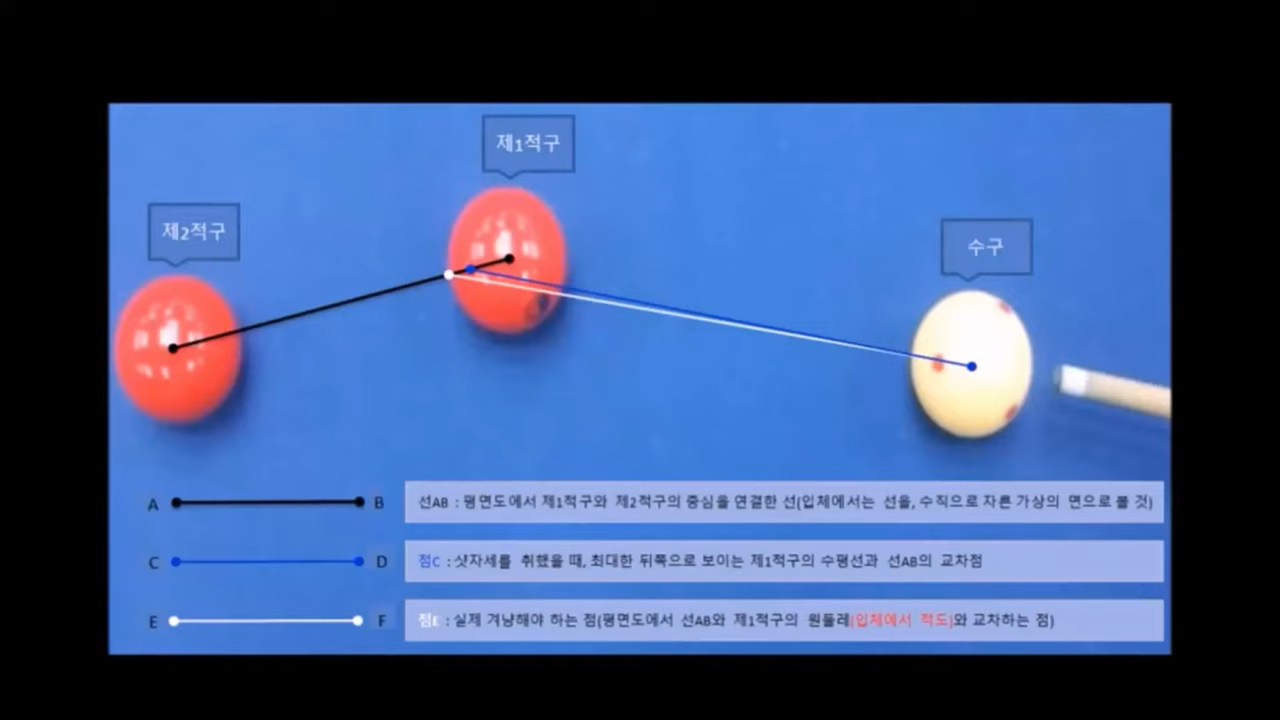 제1적구
제2적구
수구
A B 선AB : 평면도에서 제1적구와 제2적구의 중심을 연결한 선(입체에서는 선을, 수직으로 자른 가상의 면으로 볼 것)
C D 점C : 샷자세를 취했을 때, 최대한 뒤쪽으로 보이는 제1적구의 수평선과 선AB의 교차점
E F 점E : 실제 겨냥해야 하는 점(평면도에서 선AB와 제1적구의 원둘레(입체에서 적도)와 교차하는 점)